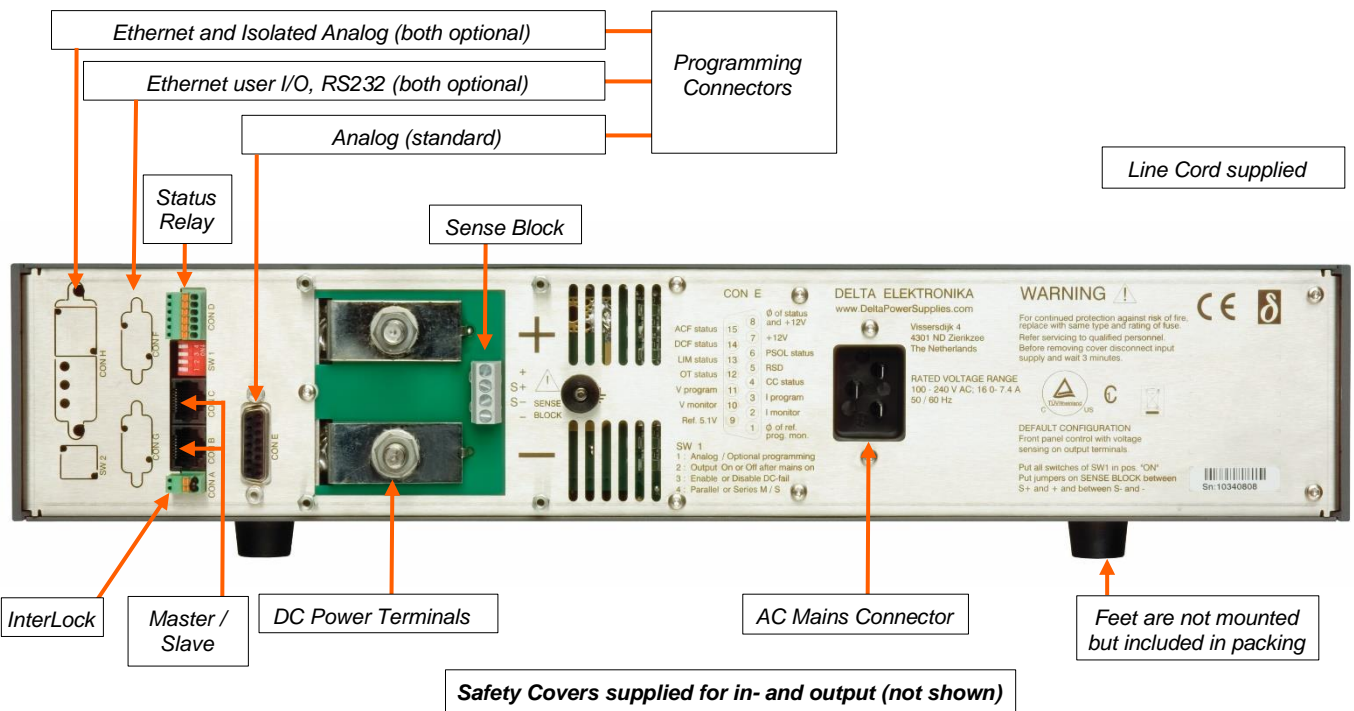 Ethernet and Isolated Analog (both optional)
Ethernet user I/O, RS232 (both optional)
Analog (standard)
Programming
Connectors
Line Cord supplied
Status
Relay
Sense Block
CON H
SW 2
CON F
CON G
CON D
SW 1
CON C
CON B
CON A
CON E
+
S+
S−
−
SENSE
BLOCK
+
−
CON E
ACF status 15
DCF status 14
LIM status 13
OT status 12
V program 11
V monitor 10
Ref. 5.1V 9
8 Ø of status
and +12V
7 +12V
6 PSOL status
5 RSD
4 CC status
3 I program
2 I monitor
1 Ø of ref.
prog. mon.
SW 1
1 : Analog / Optional programming
2 : Output On or Off after mains on
3 : Enable or Disable DC-fail
4 : Parallel or Series M / S
DELTA ELEKTRONIKA
www.DeltaPowerSupplies.com
Vissersdijk 4
4301 ND Zierikzee
The Netherlands
RATED VOLTAGE RANGE
100 - 240 V AC; 16.0- 7.4 A
50 / 60 Hz
WARNING
For continued protection against risk of fire,
replace with same type and rating of fuse.
Refer servicing to qualified personnel.
Before removing cover disconnect input
supply and wait 3 minutes.
CE
δ
TÜVRheinland
C US
DEFAULT CONFIGURATION
Front panel control with voltage
sensing on output terminals.
Put all switches of SW1 in pos. "ON"
Put jumpers on SENSE BLOCK between
S+ and + and between S- and -
Sn:10340808
InterLock
Master /
Slave
DC Power Terminals
AC Mains Connector
Feet are not mounted
but included in packing
Safety Covers supplied for in- and output (not shown)